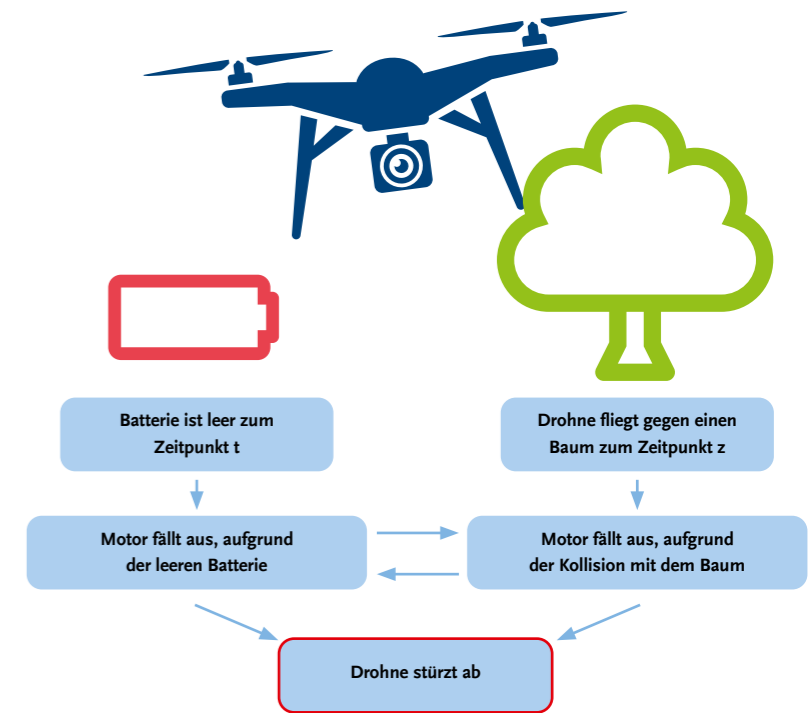 Batterie ist leer zum
Zeitpunkt t
Drohne fliegt gegen einen
Baum zum Zeitpunkt z
Motor fällt aus, aufgrund
der leeren Batterie
Motor fällt aus, aufgrund
der Kollision mit dem Baum
Drohne stürzt ab